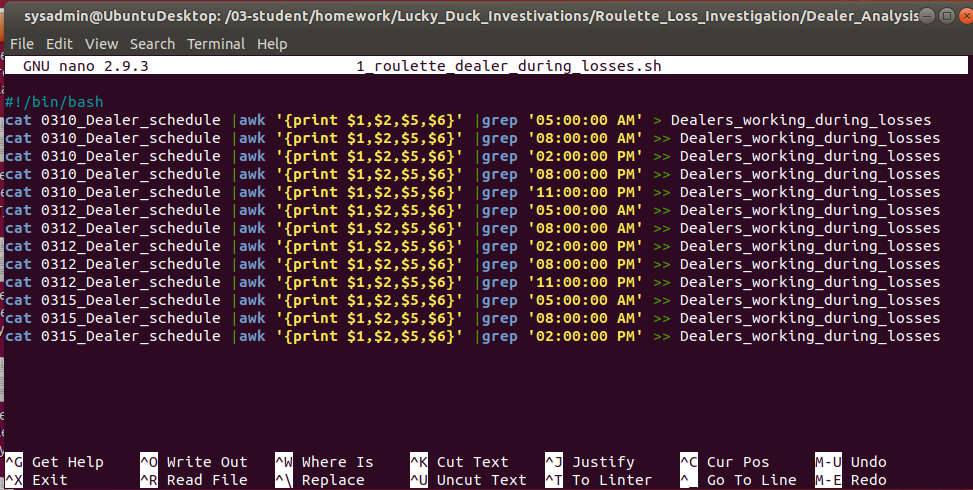 sysadmin@UbuntuDesktop: /03-student/homework/Lucky_Duck_Investivations/Roulette_Loss_Investigation/Dealer_Analysis
File Edit View Search Terminal Help
GNU nano 2.9.3 1_roulette_dealer_during_losses.sh
#!/bin/bash
cat 0310_Dealer_schedule |awk '{print $1,$2,$5,$6}' |grep '05:00:00 AM' > Dealers_working_during_losses
cat 0310_Dealer_schedule |awk '{print $1,$2,$5,$6}' |grep '08:00:00 AM' >> Dealers_working_during_losses
cat 0310_Dealer_schedule |awk '{print $1,$2,$5,$6}' |grep '02:00:00 PM' >> Dealers_working_during_losses
cat 0310_Dealer_schedule |awk '{print $1,$2,$5,$6}' |grep '08:00:00 PM' >> Dealers_working_during_losses
cat 0310_Dealer_schedule |awk '{print $1,$2,$5,$6}' |grep '11:00:00 PM' >> Dealers_working_during_losses
cat 0312_Dealer_schedule |awk '{print $1,$2,$5,$6}' |grep '05:00:00 AM' >> Dealers_working_during_losses
cat 0312_Dealer_schedule |awk '{print $1,$2,$5,$6}' |grep '08:00:00 AM' >> Dealers_working_during_losses
cat 0312_Dealer_schedule |awk '{print $1,$2,$5,$6}' |grep '02:00:00 PM' >> Dealers_working_during_losses
cat 0312_Dealer_schedule |awk '{print $1,$2,$5,$6}' |grep '08:00:00 PM' >> Dealers_working_during_losses
cat 0312_Dealer_schedule |awk '{print $1,$2,$5,$6}' |grep '11:00:00 PM' >> Dealers_working_during_losses
cat 0315_Dealer_schedule |awk '{print $1,$2,$5,$6}' |grep '05:00:00 AM' >> Dealers_working_during_losses
cat 0315_Dealer_schedule |awk '{print $1,$2,$5,$6}' |grep '08:00:00 AM' >> Dealers_working_during_losses
cat 0315_Dealer_schedule |awk '{print $1,$2,$5,$6}' |grep '02:00:00 PM' >> Dealers_working_during_losses
^G Get Help ^O Write Out ^W Where Is ^K Cut Text ^J Justify ^C Cur Pos M-U Undo
^X Exit ^R Read File ^\ Replace ^U Uncut Text ^T To Linter ^_ Go To Line M-E Redo